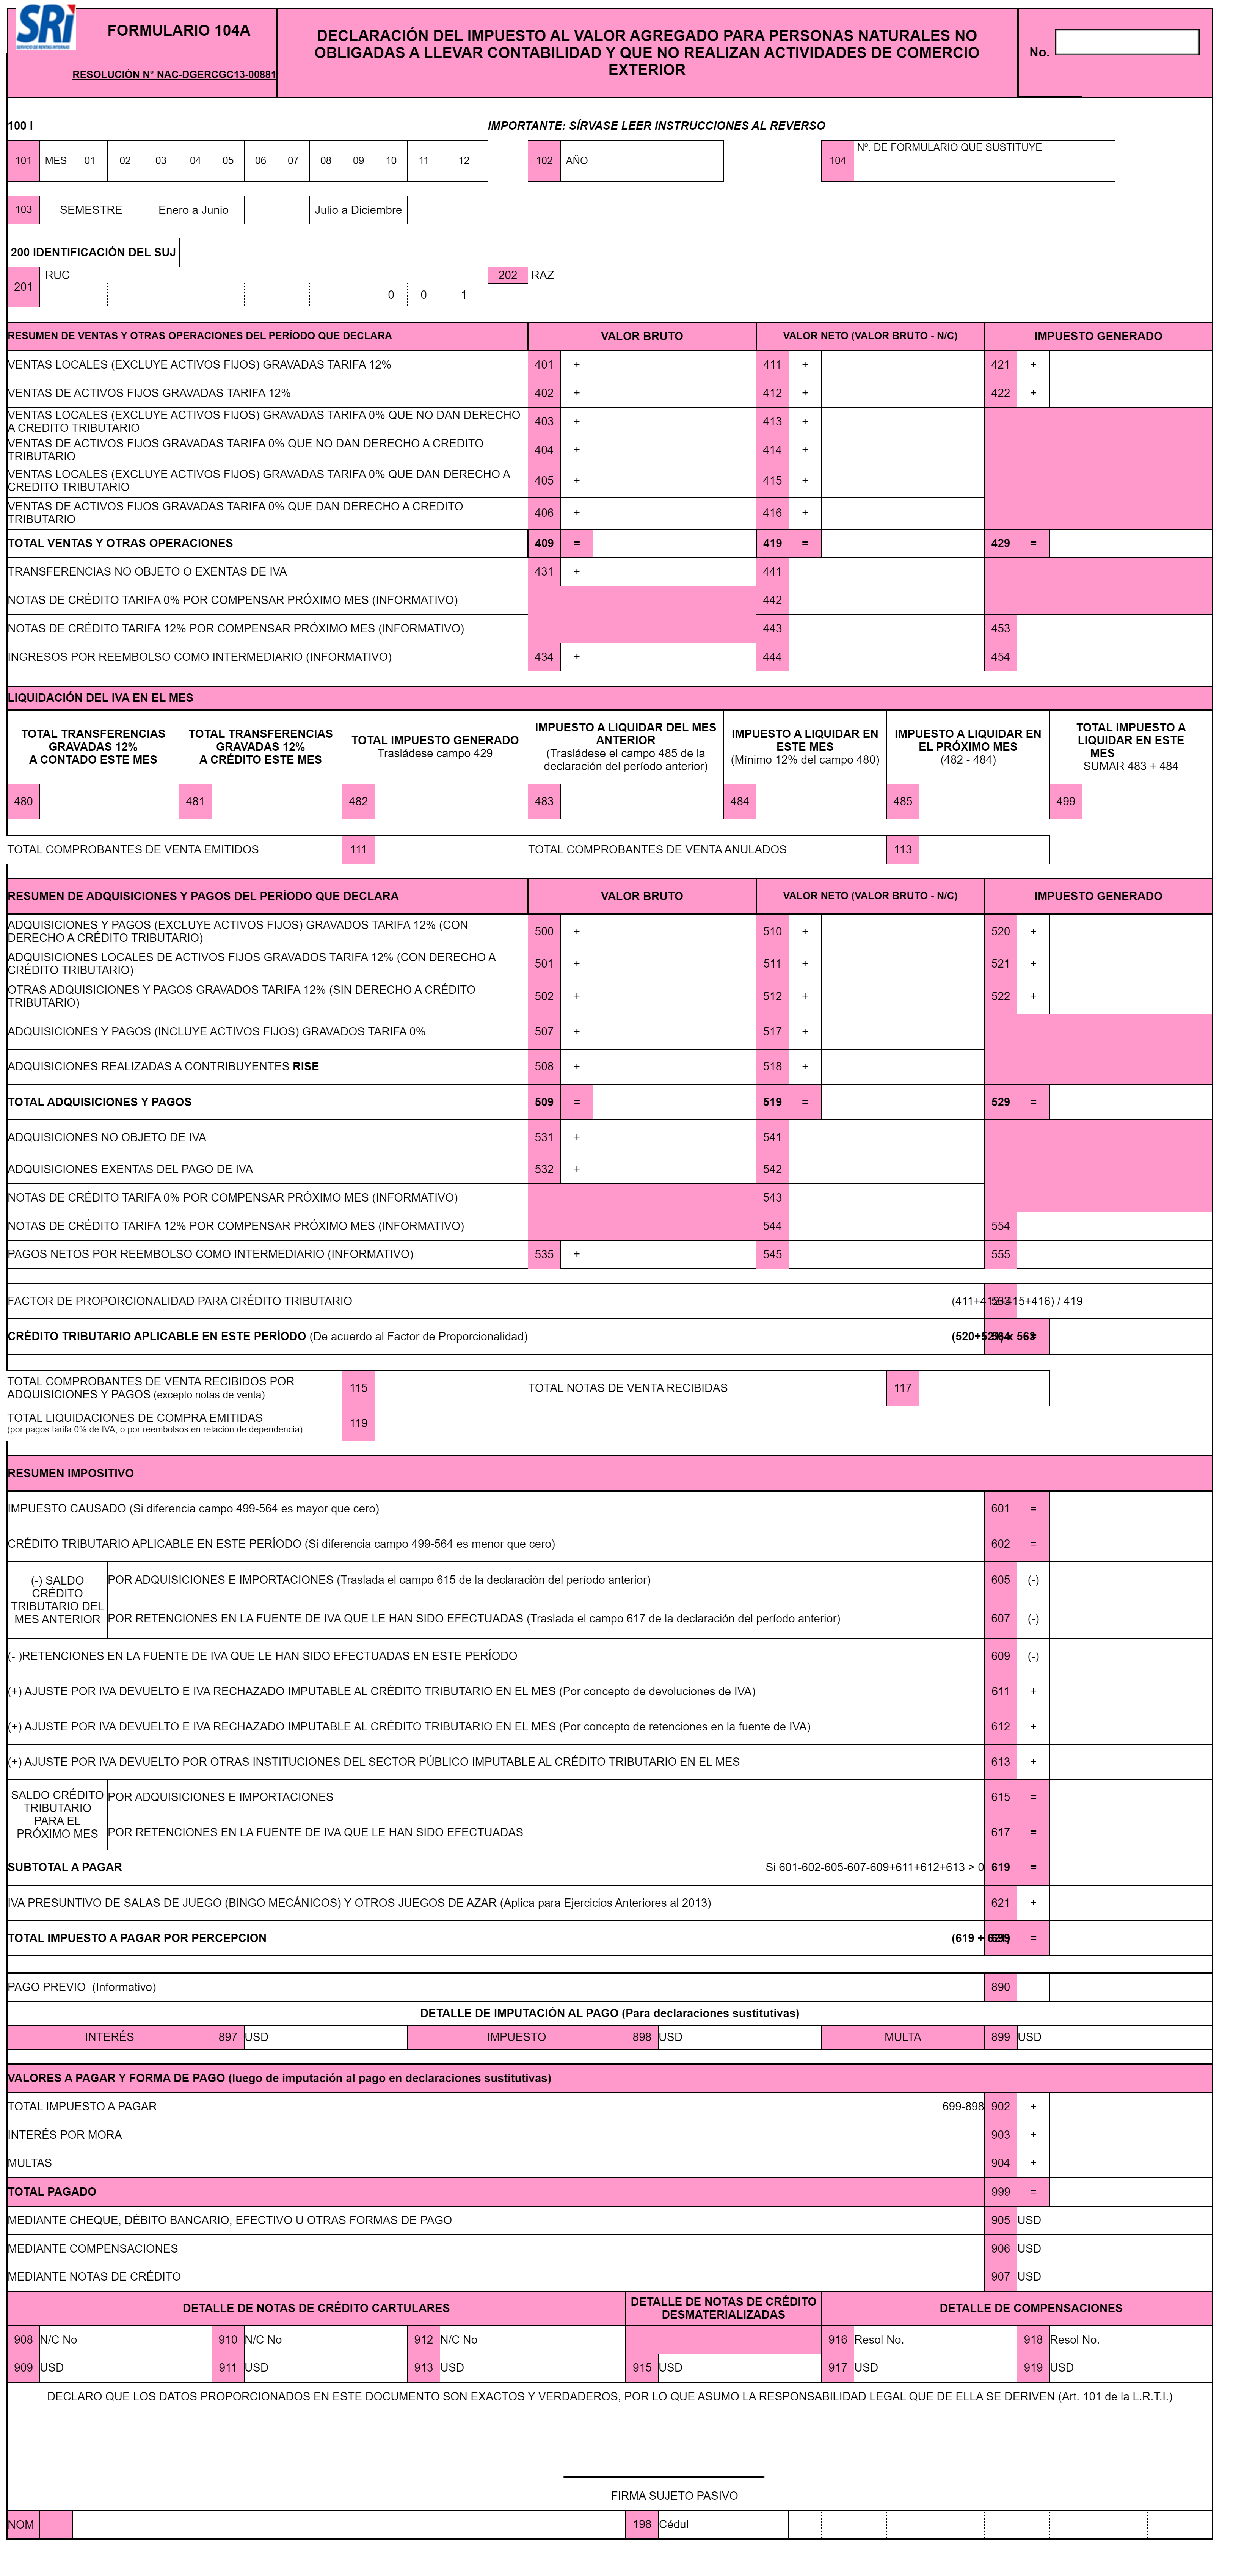 SRi
SERVICIO DE RENTAS INTERNAS
FORMULARIO 104A
RESOLUCIÓN N° NAC-DGERCGC13-00881
DECLARACIÓN DEL IMPUESTO AL VALOR AGREGADO PARA PERSONAS NATURALES NO
OBLIGADAS A LLEVAR CONTABILIDAD Y QUE NO REALIZAN ACTIVIDADES DE COMERCIO
EXTERIOR
No.
100 I
IMPORTANTE: SÍRVASE LEER INSTRUCCIONES AL REVERSO
101 MES 01 02 03 04 05 06 07 08 09 10 11 12
102 AÑO
104 Nº. DE FORMULARIO QUE SUSTITUYE
103 SEMESTRE Enero a Junio Julio a Diciembre
200 IDENTIFICACIÓN DEL SUJ
201 RUC 0 0 1
202 RAZ
RESUMEN DE VENTAS Y OTRAS OPERACIONES DEL PERÍODO QUE DECLARA VALOR BRUTO VALOR NETO (VALOR BRUTO - N/C) IMPUESTO GENERADO
VENTAS LOCALES (EXCLUYE ACTIVOS FIJOS) GRAVADAS TARIFA 12% 401 + 411 + 421 +
VENTAS DE ACTIVOS FIJOS GRAVADAS TARIFA 12% 402 + 412 + 422 +
VENTAS LOCALES (EXCLUYE ACTIVOS FIJOS) GRAVADAS TARIFA 0% QUE NO DAN DERECHO
A CREDITO TRIBUTARIO 403 + 413 +
VENTAS DE ACTIVOS FIJOS GRAVADAS TARIFA 0% QUE NO DAN DERECHO A CREDITO
TRIBUTARIO 404 + 414 +
VENTAS LOCALES (EXCLUYE ACTIVOS FIJOS) GRAVADAS TARIFA 0% QUE DAN DERECHO A
CREDITO TRIBUTARIO 405 + 415 +
VENTAS DE ACTIVOS FIJOS GRAVADAS TARIFA 0% QUE DAN DERECHO A CREDITO
TRIBUTARIO 406 + 416 +
TOTAL VENTAS Y OTRAS OPERACIONES 409 = 419 = 429 =
TRANSFERENCIAS NO OBJETO O EXENTAS DE IVA 431 + 441
NOTAS DE CRÉDITO TARIFA 0% POR COMPENSAR PRÓXIMO MES (INFORMATIVO) 442
NOTAS DE CRÉDITO TARIFA 12% POR COMPENSAR PRÓXIMO MES (INFORMATIVO) 443 453
INGRESOS POR REEMBOLSO COMO INTERMEDIARIO (INFORMATIVO) 434 + 444 454
LIQUIDACIÓN DEL IVA EN EL MES
TOTAL TRANSFERENCIAS
GRAVADAS 12%
A CONTADO ESTE MES
TOTAL TRANSFERENCIAS
GRAVADAS 12%
A CRÉDITO ESTE MES
TOTAL IMPUESTO GENERADO
Trasládese campo 429
IMPUESTO A LIQUIDAR DEL MES
ANTERIOR
(Trasládese el campo 485 de la
declaración del período anterior)
IMPUESTO A LIQUIDAR EN
ESTE MES
(Mínimo 12% del campo 480)
IMPUESTO A LIQUIDAR EN
EL PRÓXIMO MES
(482 - 484)
TOTAL IMPUESTO A
LIQUIDAR EN ESTE
MES
SUMAR 483 + 484
480 481 482 483 484 485 499
TOTAL COMPROBANTES DE VENTA EMITIDOS 111 TOTAL COMPROBANTES DE VENTA ANULADOS 113
RESUMEN DE ADQUISICIONES Y PAGOS DEL PERÍODO QUE DECLARA VALOR BRUTO VALOR NETO (VALOR BRUTO - N/C) IMPUESTO GENERADO
ADQUISICIONES Y PAGOS (EXCLUYE ACTIVOS FIJOS) GRAVADOS TARIFA 12% (CON
DERECHO A CRÉDITO TRIBUTARIO) 500 + 510 + 520 +
ADQUISICIONES LOCALES DE ACTIVOS FIJOS GRAVADOS TARIFA 12% (CON DERECHO A
CRÉDITO TRIBUTARIO) 501 + 511 + 521 +
OTRAS ADQUISICIONES Y PAGOS GRAVADOS TARIFA 12% (SIN DERECHO A CRÉDITO
TRIBUTARIO) 502 + 512 + 522 +
ADQUISICIONES Y PAGOS (INCLUYE ACTIVOS FIJOS) GRAVADOS TARIFA 0% 507 + 517 +
ADQUISICIONES REALIZADAS A CONTRIBUYENTES RISE 508 + 518 +
TOTAL ADQUISICIONES Y PAGOS 509 = 519 = 529 =
ADQUISICIONES NO OBJETO DE IVA 531 + 541
ADQUISICIONES EXENTAS DEL PAGO DE IVA 532 + 542
NOTAS DE CRÉDITO TARIFA 0% POR COMPENSAR PRÓXIMO MES (INFORMATIVO) 543
NOTAS DE CRÉDITO TARIFA 12% POR COMPENSAR PRÓXIMO MES (INFORMATIVO) 544 554
PAGOS NETOS POR REEMBOLSO COMO INTERMEDIARIO (INFORMATIVO) 535 + 545 555
FACTOR DE PROPORCIONALIDAD PARA CRÉDITO TRIBUTARIO (411+412+415+416) / 419 563
CRÉDITO TRIBUTARIO APLICABLE EN ESTE PERÍODO (De acuerdo al Factor de Proporcionalidad) (520+521) x 563 564 =
TOTAL COMPROBANTES DE VENTA RECIBIDOS POR
ADQUISICIONES Y PAGOS (excepto notas de venta) 115 TOTAL NOTAS DE VENTA RECIBIDAS 117
TOTAL LIQUIDACIONES DE COMPRA EMITIDAS
(por pagos tarifa 0% de IVA, o por reembolsos en relación de dependencia) 119
RESUMEN IMPOSITIVO
IMPUESTO CAUSADO (Si diferencia campo 499-564 es mayor que cero) 601 =
CRÉDITO TRIBUTARIO APLICABLE EN ESTE PERÍODO (Si diferencia campo 499-564 es menor que cero) 602 =
(-) SALDO
CRÉDITO
TRIBUTARIO DEL
MES ANTERIOR
POR ADQUISICIONES E IMPORTACIONES (Traslada el campo 615 de la declaración del período anterior) 605 (-)
POR RETENCIONES EN LA FUENTE DE IVA QUE LE HAN SIDO EFECTUADAS (Traslada el campo 617 de la declaración del período anterior) 607 (-)
(- )RETENCIONES EN LA FUENTE DE IVA QUE LE HAN SIDO EFECTUADAS EN ESTE PERÍODO 609 (-)
(+) AJUSTE POR IVA DEVUELTO E IVA RECHAZADO IMPUTABLE AL CRÉDITO TRIBUTARIO EN EL MES (Por concepto de devoluciones de IVA) 611 +
(+) AJUSTE POR IVA DEVUELTO E IVA RECHAZADO IMPUTABLE AL CRÉDITO TRIBUTARIO EN EL MES (Por concepto de retenciones en la fuente de IVA) 612 +
(+) AJUSTE POR IVA DEVUELTO POR OTRAS INSTITUCIONES DEL SECTOR PÚBLICO IMPUTABLE AL CRÉDITO TRIBUTARIO EN EL MES 613 +
SALDO CRÉDITO
TRIBUTARIO
PARA EL
PRÓXIMO MES
POR ADQUISICIONES E IMPORTACIONES 615 =
POR RETENCIONES EN LA FUENTE DE IVA QUE LE HAN SIDO EFECTUADAS 617 =
SUBTOTAL A PAGAR Si 601-602-605-607-609+611+612+613 > 0 619 =
IVA PRESUNTIVO DE SALAS DE JUEGO (BINGO MECÁNICOS) Y OTROS JUEGOS DE AZAR (Aplica para Ejercicios Anteriores al 2013) 621 +
TOTAL IMPUESTO A PAGAR POR PERCEPCION (619 + 621) 699 =
PAGO PREVIO (Informativo) 890
DETALLE DE IMPUTACIÓN AL PAGO (Para declaraciones sustitutivas)
INTERÉS 897 USD IMPUESTO 898 USD MULTA 899 USD
VALORES A PAGAR Y FORMA DE PAGO (luego de imputación al pago en declaraciones sustitutivas)
TOTAL IMPUESTO A PAGAR 699-898 902 +
INTERÉS POR MORA 903 +
MULTAS 904 +
TOTAL PAGADO 999 =
MEDIANTE CHEQUE, DÉBITO BANCARIO, EFECTIVO U OTRAS FORMAS DE PAGO 905 USD
MEDIANTE COMPENSACIONES 906 USD
MEDIANTE NOTAS DE CRÉDITO 907 USD
DETALLE DE NOTAS DE CRÉDITO CARTULARES
DETALLE DE NOTAS DE CRÉDITO
DESMATERIALIZADAS
DETALLE DE COMPENSACIONES
908 N/C No 910 N/C No 912 N/C No 916 Resol No. 918 Resol No.
909 USD 911 USD 913 USD 915 USD 917 USD 919 USD
DECLARO QUE LOS DATOS PROPORCIONADOS EN ESTE DOCUMENTO SON EXACTOS Y VERDADEROS, POR LO QUE ASUMO LA RESPONSABILIDAD LEGAL QUE DE ELLA SE DERIVEN (Art. 101 de la L.R.T.I.)
FIRMA SUJETO PASIVO
NOM 198 Cédul